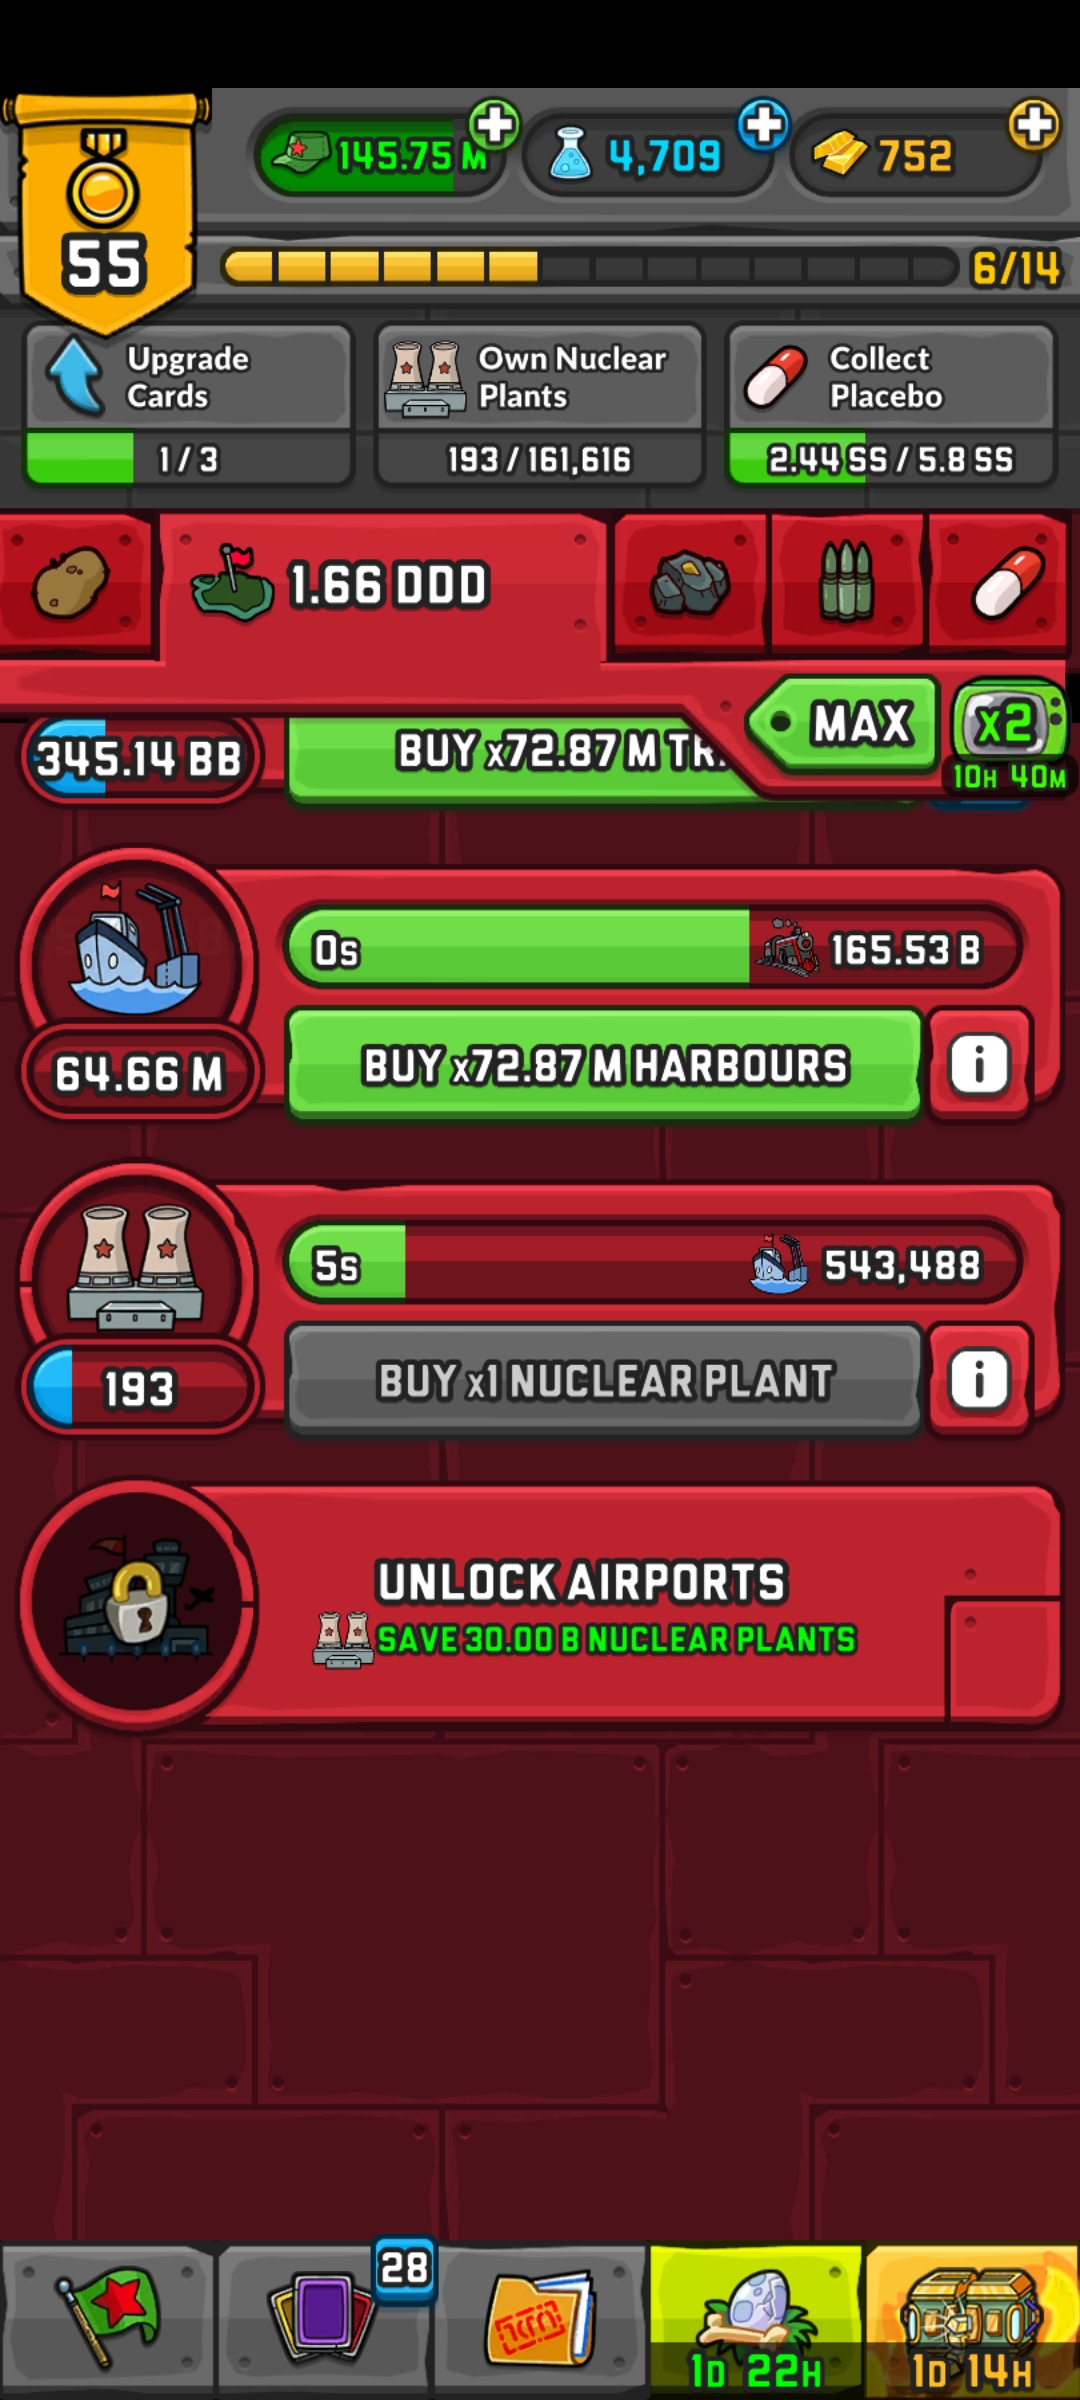 145.75 M
4,709
752
55
6/14
Upgrade
Cards
1 / 3
Own Nuclear
Plants
193 / 161,616
Collect
Placebo
2.44 SS / 5.8 SS
1.66 DDD
MAX
x2
10H 40M
345.14 BB
BUY x72.87 M
0s
165.53 B
64.66 M
BUY x72.87 M HARBOURS
i
5s
543,488
193
BUY x1 NUCLEAR PLANT
i
UNLOCK AIRPORTS
SAVE 30.00 B NUCLEAR PLANTS
28
1D 22H
1D 14H